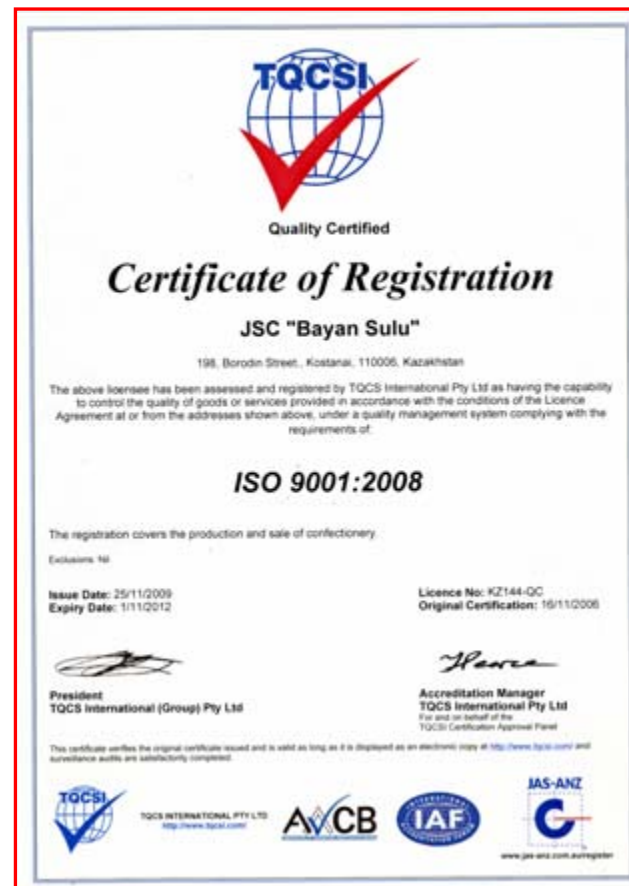 TQCSI
Quality Certified
Certificate of Registration
JSC "Bayan Sulu"
198, Borodin Street., Kostanai, 110006, Kazakhstan
The above licensee has been assessed and registered by TQCS International Pty Ltd as having the capability
to control the quality of goods or services provided in accordance with the conditions of the Licence
Agreement at or from the addresses shown above, under a quality management system complying with the
requirements of:
ISO 9001:2008
The registration covers the production and sale of confectionery.
Exclusions: Nil
Issue Date: 25/11/2009
Expiry Date: 1/11/2012
Licence No: KZ144-QC
Original Certification: 16/11/2006
President
TQCS International (Group) Pty Ltd
Accreditation Manager
TQCS International Pty Ltd
For and on behalf of the
TQCSI Certification Approval Panel
This certificate verifies the original certificate issued and is valid as long as it is displayed as an electronic copy at http://www.tqcsi.com/ and
surveillance audits are satisfactorily completed.
TQCSI
TQCS INTERNATIONAL PTY LTD
http://www.tqcsi.com/
AWCB
IAF
JAS-ANZ
www.jas-anz.com.au/register